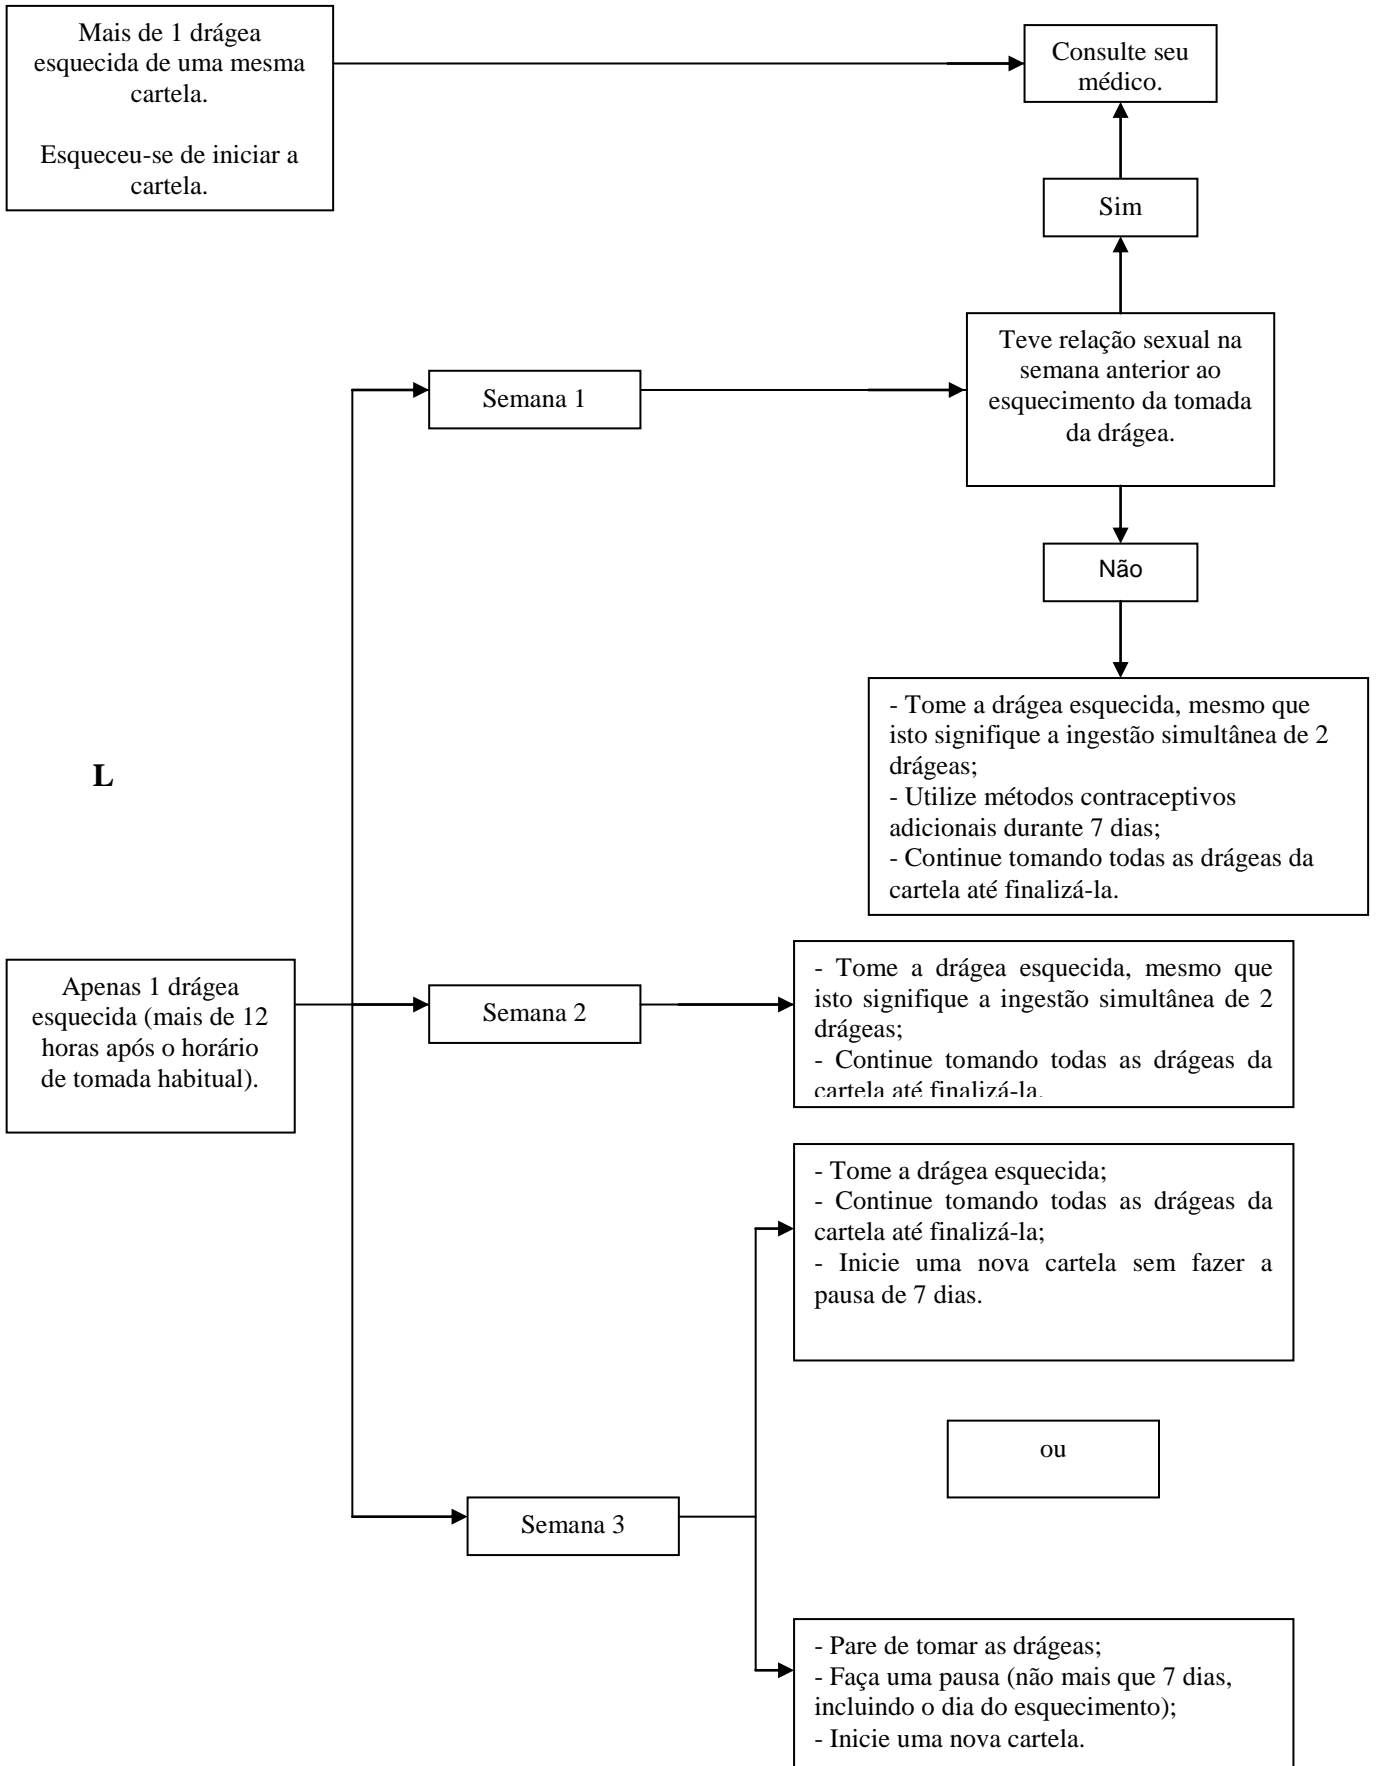 Mais de 1 drágea
esquecida de uma mesma
cartela.
Esqueceu-se de iniciar a
cartela.
Consulte seu
médico.
Sim
Teve relação sexual na
semana anterior ao
esquecimento da tomada
da drágea.
Semana 1
Não
- Tome a drágea esquecida, mesmo que
isto signifique a ingestão simultânea de 2
drágeas;
- Utilize métodos contraceptivos
adicionais durante 7 dias;
- Continue tomando todas as drágeas da
cartela até finalizá-la.
L
Apenas 1 drágea
esquecida (mais de 12
horas após o horário
de tomada habitual).
Semana 2
- Tome a drágea esquecida, mesmo que
isto signifique a ingestão simultânea de 2
drágeas;
- Continue tomando todas as drágeas da
cartela até finalizá-la.
- Tome a drágea esquecida;
- Continue tomando todas as drágeas da
cartela até finalizá-la;
- Inicie uma nova cartela sem fazer a
pausa de 7 dias.
ou
Semana 3
- Pare de tomar as drágeas;
- Faça uma pausa (não mais que 7 dias,
incluindo o dia do esquecimento);
- Inicie uma nova cartela.